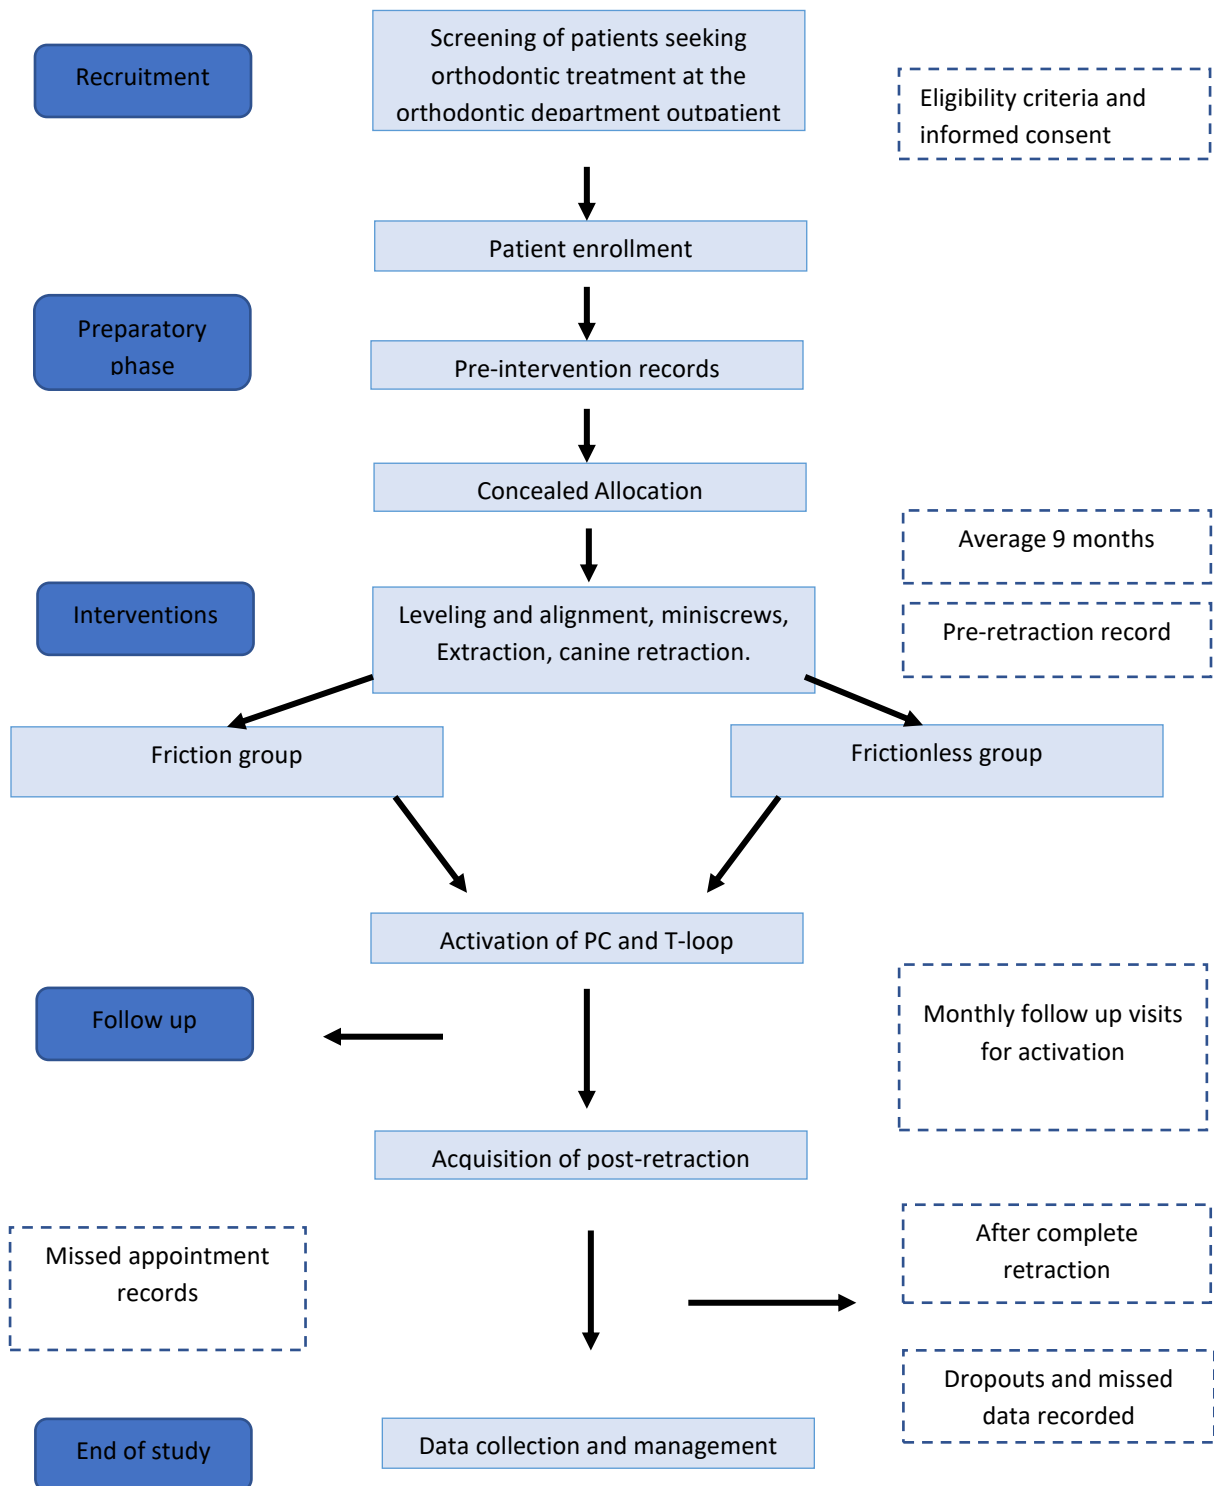 Recruitment
Screening of patients seeking
orthodontic treatment at the
orthodontic department outpatient
Eligibility criteria and
informed consent
Patient enrollment
Preparatory
phase
Pre-intervention records
Concealed Allocation
Average 9 months
Interventions
Leveling and alignment, miniscrews,
Extraction, canine retraction.
Pre-retraction record
Friction group
Frictionless group
Activation of PC and T-loop
Follow up
Monthly follow up visits
for activation
Acquisition of post-retraction
Missed appointment
records
After complete
retraction
Dropouts and missed
data recorded
End of study
Data collection and management